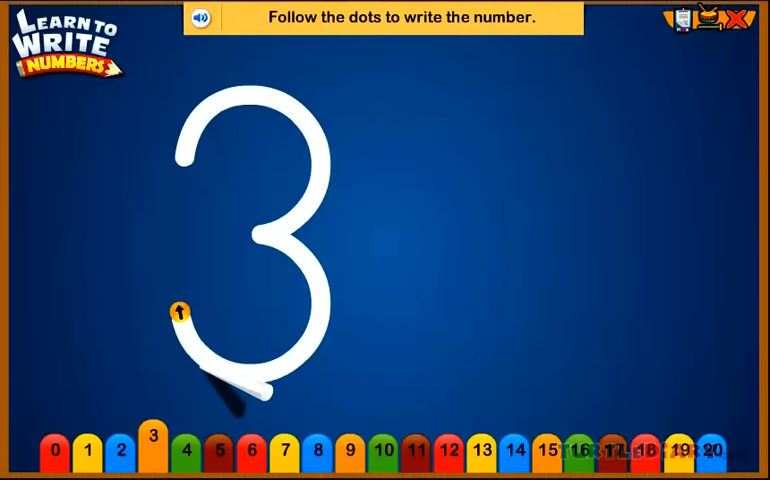 LEARN TO
WRITE
NUMBERS
Follow the dots to write the number.
3
0 1 2 3 4 5 6 7 8 9 10 11 12 13 14 15 16 17 18 19 20